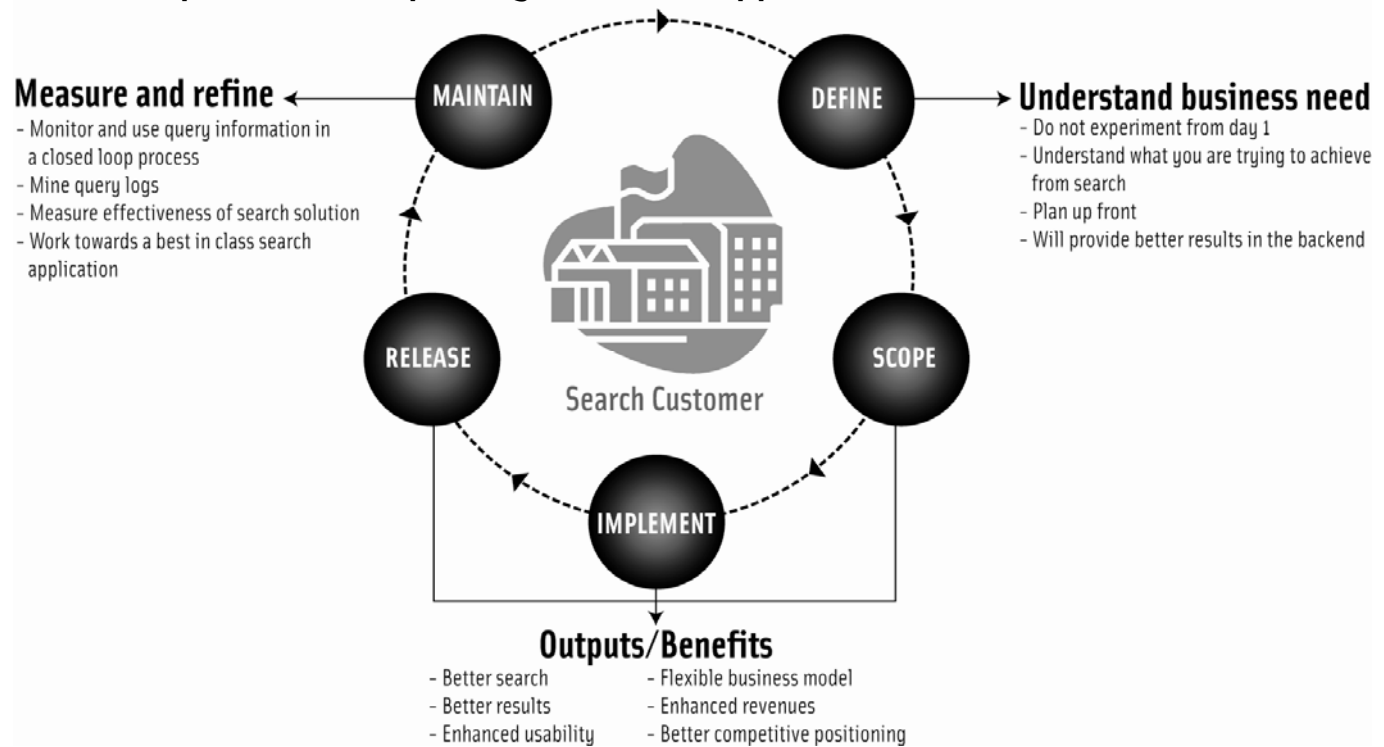 MAINTAIN
DEFINE
Measure and refine
- Monitor and use query information in
a closed loop process
- Mine query logs
- Measure effectiveness of search solution
- Work towards a best in class search
application
Understand business need
- Do not experiment from day 1
- Understand what you are trying to achieve
from search
- Plan up front
- Will provide better results in the backend
RELEASE
SCOPE
Search Customer
IMPLEMENT
Outputs/Benefits
- Better search
- Better results
- Enhanced usability
- Flexible business model
- Enhanced revenues
- Better competitive positioning